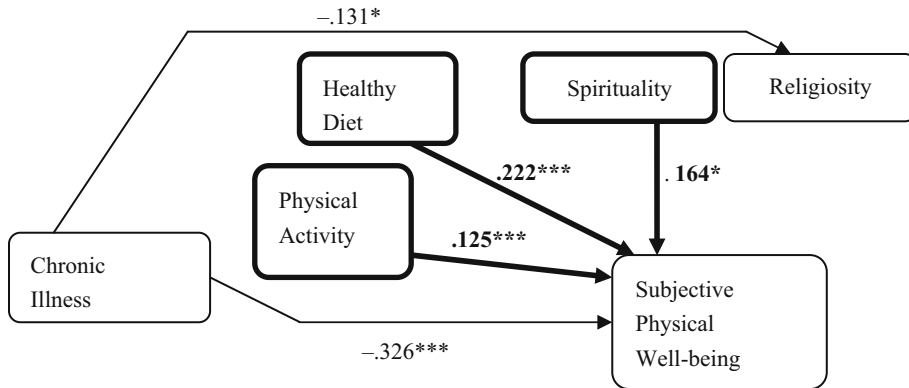 –.131*
Healthy
Diet
Spirituality
Religiosity
.222***
. 164*
Physical
Activity
.125***
Chronic
Illness
Subjective
Physical
Well-being
–.326***